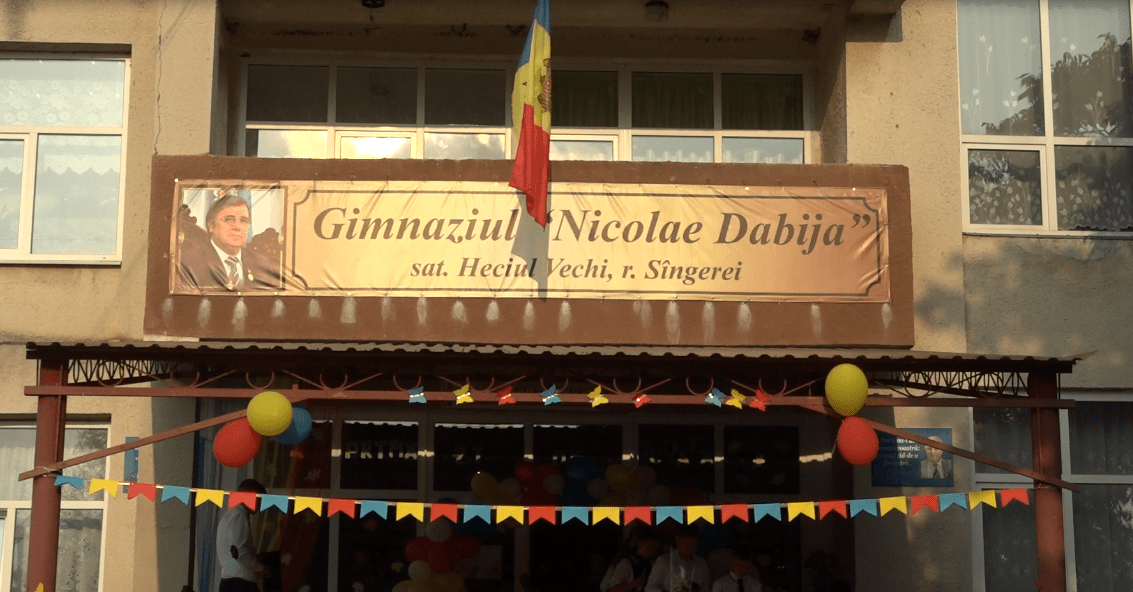 Gimnaziul "Nicolae Dabija”
sat. Heciul Vechi, r. Sîngerei